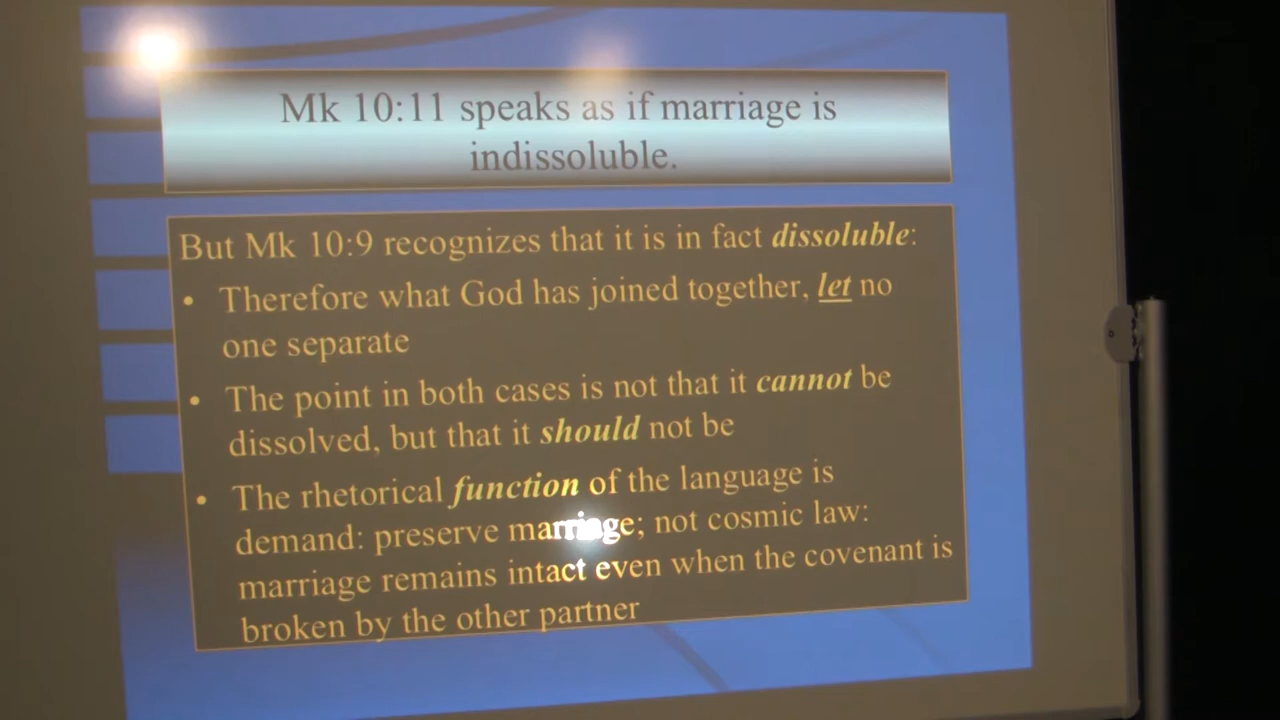 Mk 10:11 speaks as if marriage is
indissoluble.
But Mk 10:9 recognizes that it is in fact dissoluble:
• Therefore what God has joined together, let no
one separate
• The point in both cases is not that it cannot be
dissolved, but that it should not be
• The rhetorical function of the language is
demand: preserve marriage; not cosmic law:
marriage remains intact even when the covenant is
broken by the other partner